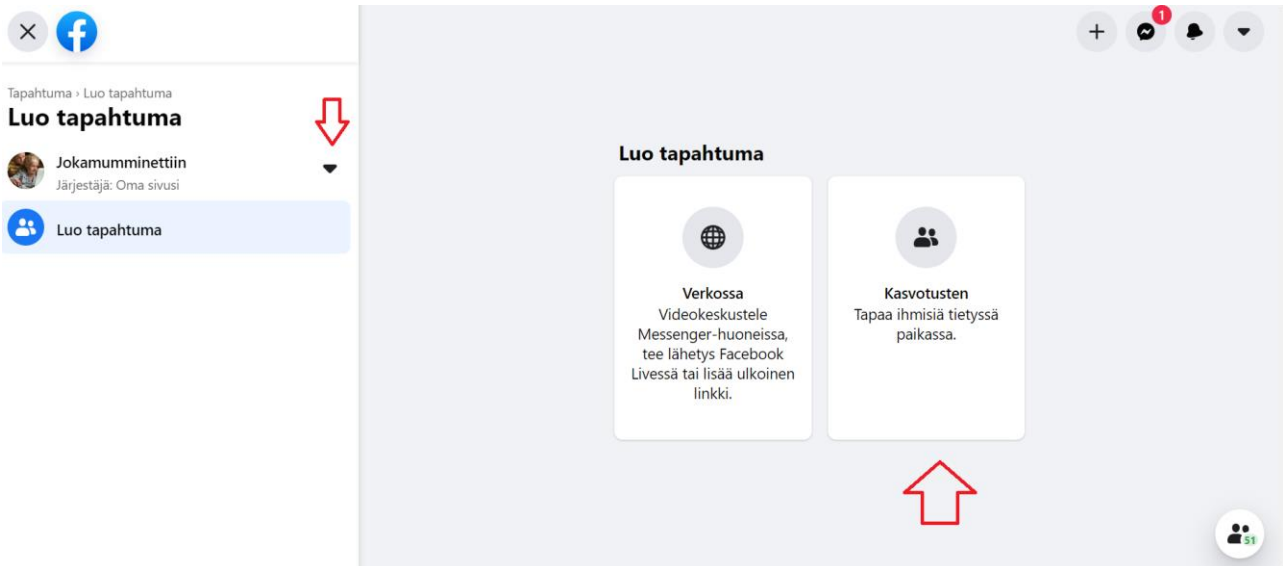 1
Tapahtuma › Luo tapahtuma
Luo tapahtuma
Jokamumminettiin
Järjestäjä: Oma sivusi
Luo tapahtuma
Luo tapahtuma
Verkossa
Videokeskustele
Messenger-huoneissa,
tee lähetys Facebook
Livessä tai lisää ulkoinen
linkki.
Kasvotusten
Tapaa ihmisiä tietyssä
paikassa.
51